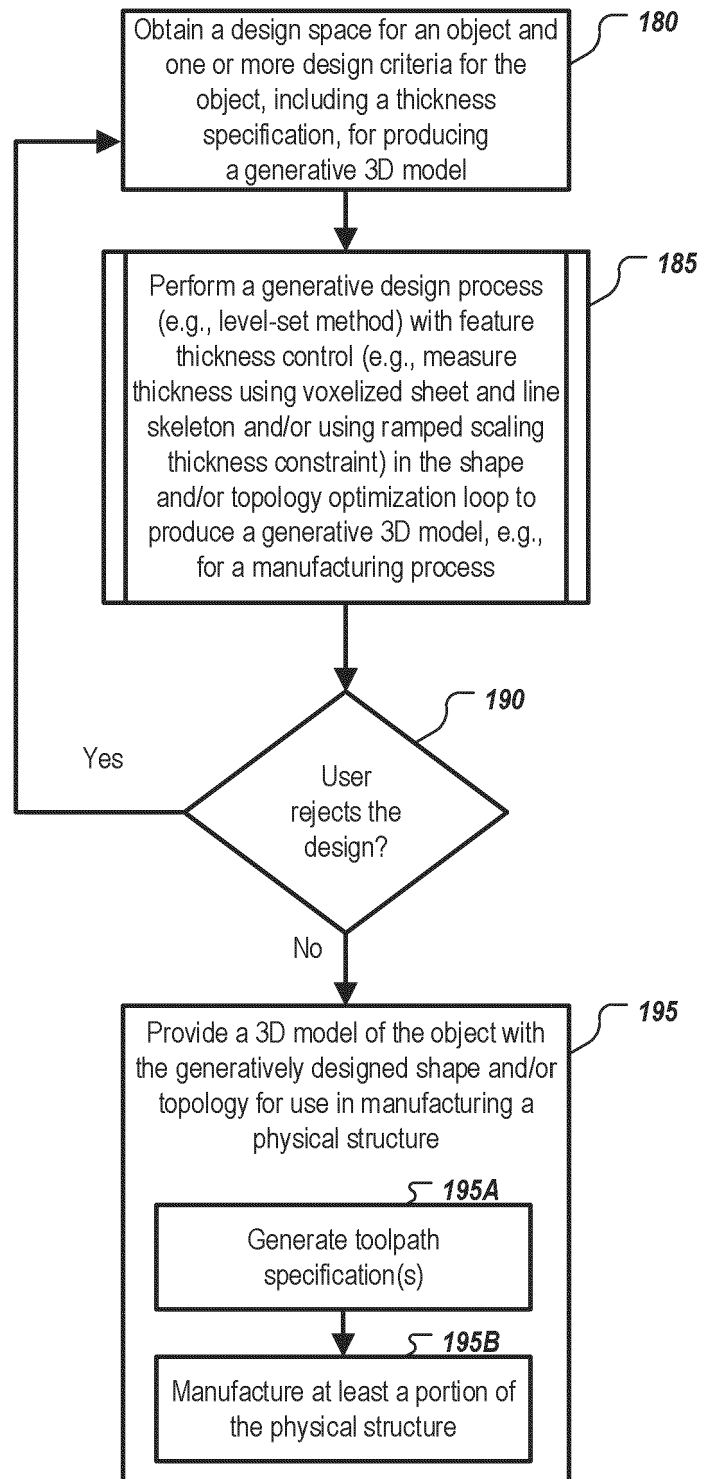 180
Obtain a design space for an object and
one or more design criteria for the
object, including a thickness
specification, for producing
a generative 3D model
185
Perform a generative design process
(e.g., level-set method) with feature
thickness control (e.g., measure
thickness using voxelized sheet and line
skeleton and/or using ramped scaling
thickness constraint) in the shape
and/or topology optimization loop to
produce a generative 3D model, e.g.,
for a manufacturing process
190
Yes
User
rejects the
design?
No
195
Provide a 3D model of the object with
the generatively designed shape and/or
topology for use in manufacturing a
physical structure
195A
Generate toolpath
specification(s)
195B
Manufacture at least a portion of
the physical structure